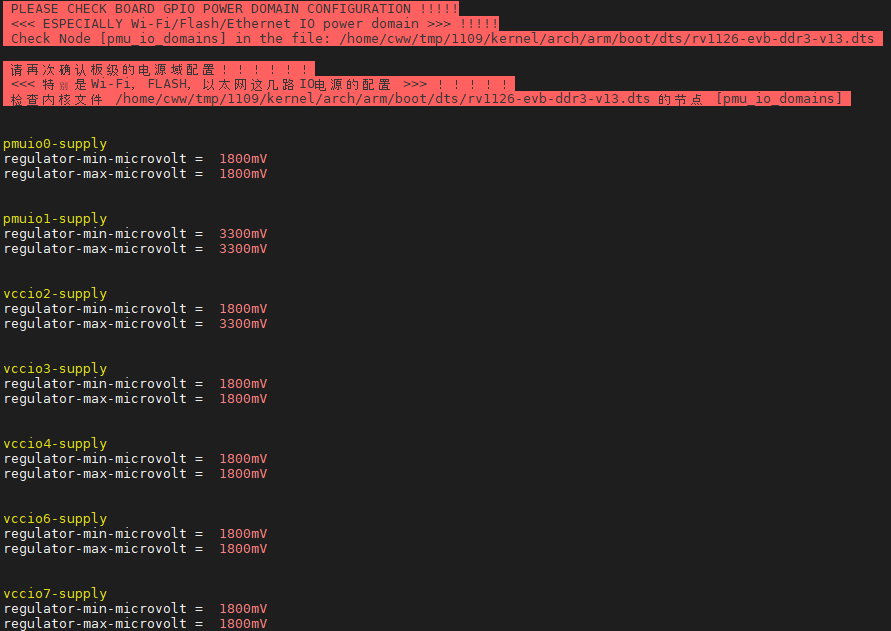 PLEASE CHECK BOARD GPIO POWER DOMAIN CONFIGURATION !!!!!
<<< ESPECIALLY Wi-Fi/Flash/Ethernet IO power domain >>> !!!!!
Check Node [pmu_io_domains] in the file: /home/cww/tmp/1109/kernel/arch/arm/boot/dts/rv1126-evb-ddr3-v13.dts
请再次确认板级的电源域配置！！！！！！
<<< 特别是Wi-Fi, FLASH, 以太网这几路IO电源的配置 >>> ！！！！！
检查内核文件 /home/cww/tmp/1109/kernel/arch/arm/boot/dts/rv1126-evb-ddr3-v13.dts 的节点 [pmu_io_domains]
pmuio0-supply
regulator-min-microvolt = 1800mV
regulator-max-microvolt = 1800mV
pmuio1-supply
regulator-min-microvolt = 3300mV
regulator-max-microvolt = 3300mV
vccio2-supply
regulator-min-microvolt = 1800mV
regulator-max-microvolt = 3300mV
vccio3-supply
regulator-min-microvolt = 1800mV
regulator-max-microvolt = 1800mV
vccio4-supply
regulator-min-microvolt = 1800mV
regulator-max-microvolt = 1800mV
vccio6-supply
regulator-min-microvolt = 1800mV
regulator-max-microvolt = 1800mV
vccio7-supply
regulator-min-microvolt = 1800mV
regulator-max-microvolt = 1800mV